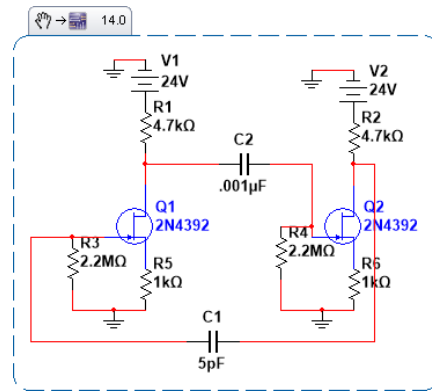 14.0
V1
24V
V2
24V
R1
4.7kΩ
R2
4.7kΩ
C2
.001µF
Q1
2N4392
Q2
2N4392
R3
2.2MΩ
R4
2.2MΩ
R5
1kΩ
R6
1kΩ
C1
5pF